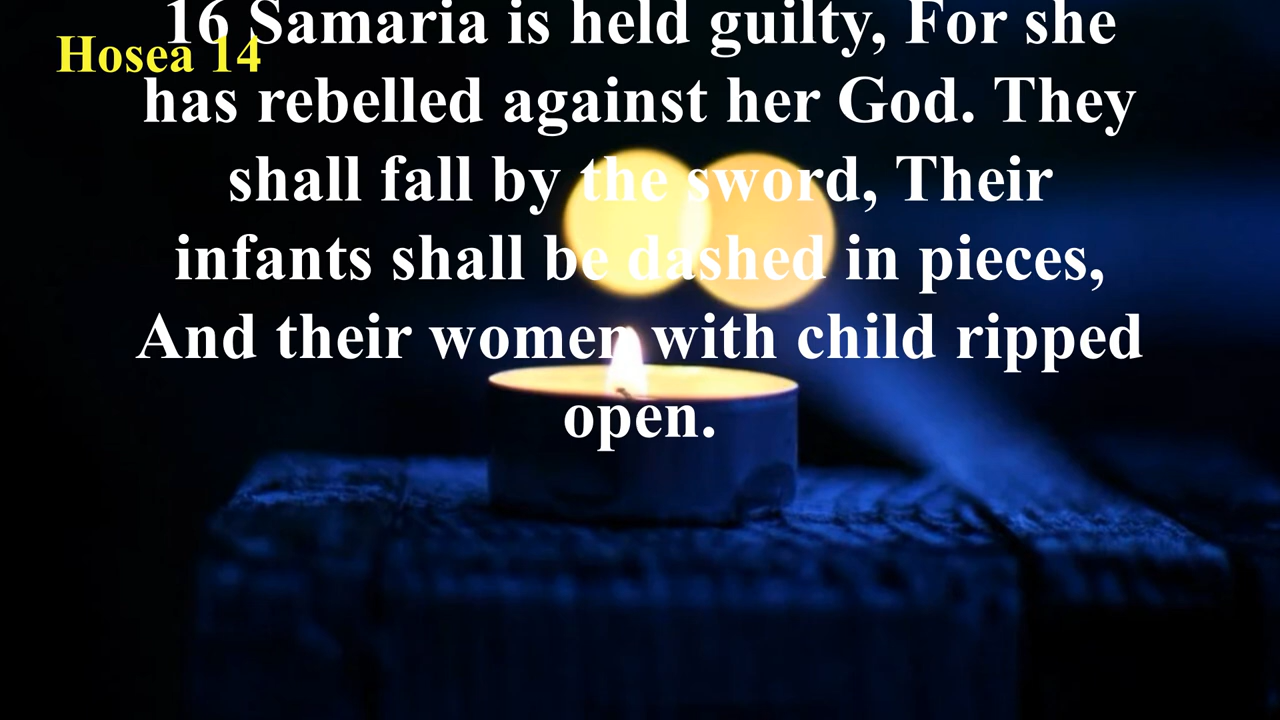 16 Samaria is held guilty, For she
Hosea 14
has rebelled against her God. They
shall fall by the sword, Their
infants shall be dashed in pieces,
And their women with child ripped
open.